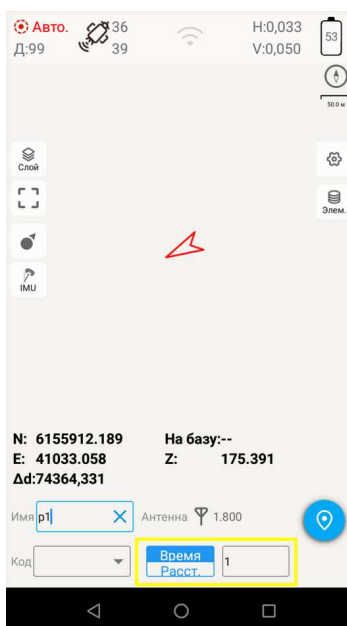 Авто. 36 H:0,033 53
Д:99 39 V:0,050
50.0 м
Слой
Элем.
IMU
N: 6155912.189 На базу:--
E: 41033.058 Z: 175.391
Δd:74364,331
Имя p1 Антенна 1.800
Код Время 1
Расст.